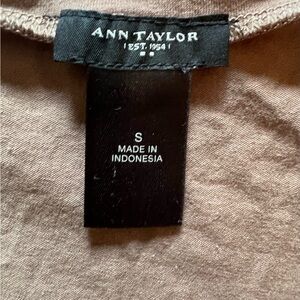 ANN TAYLOR
EST. 1954
S
MADE IN
INDONESIA